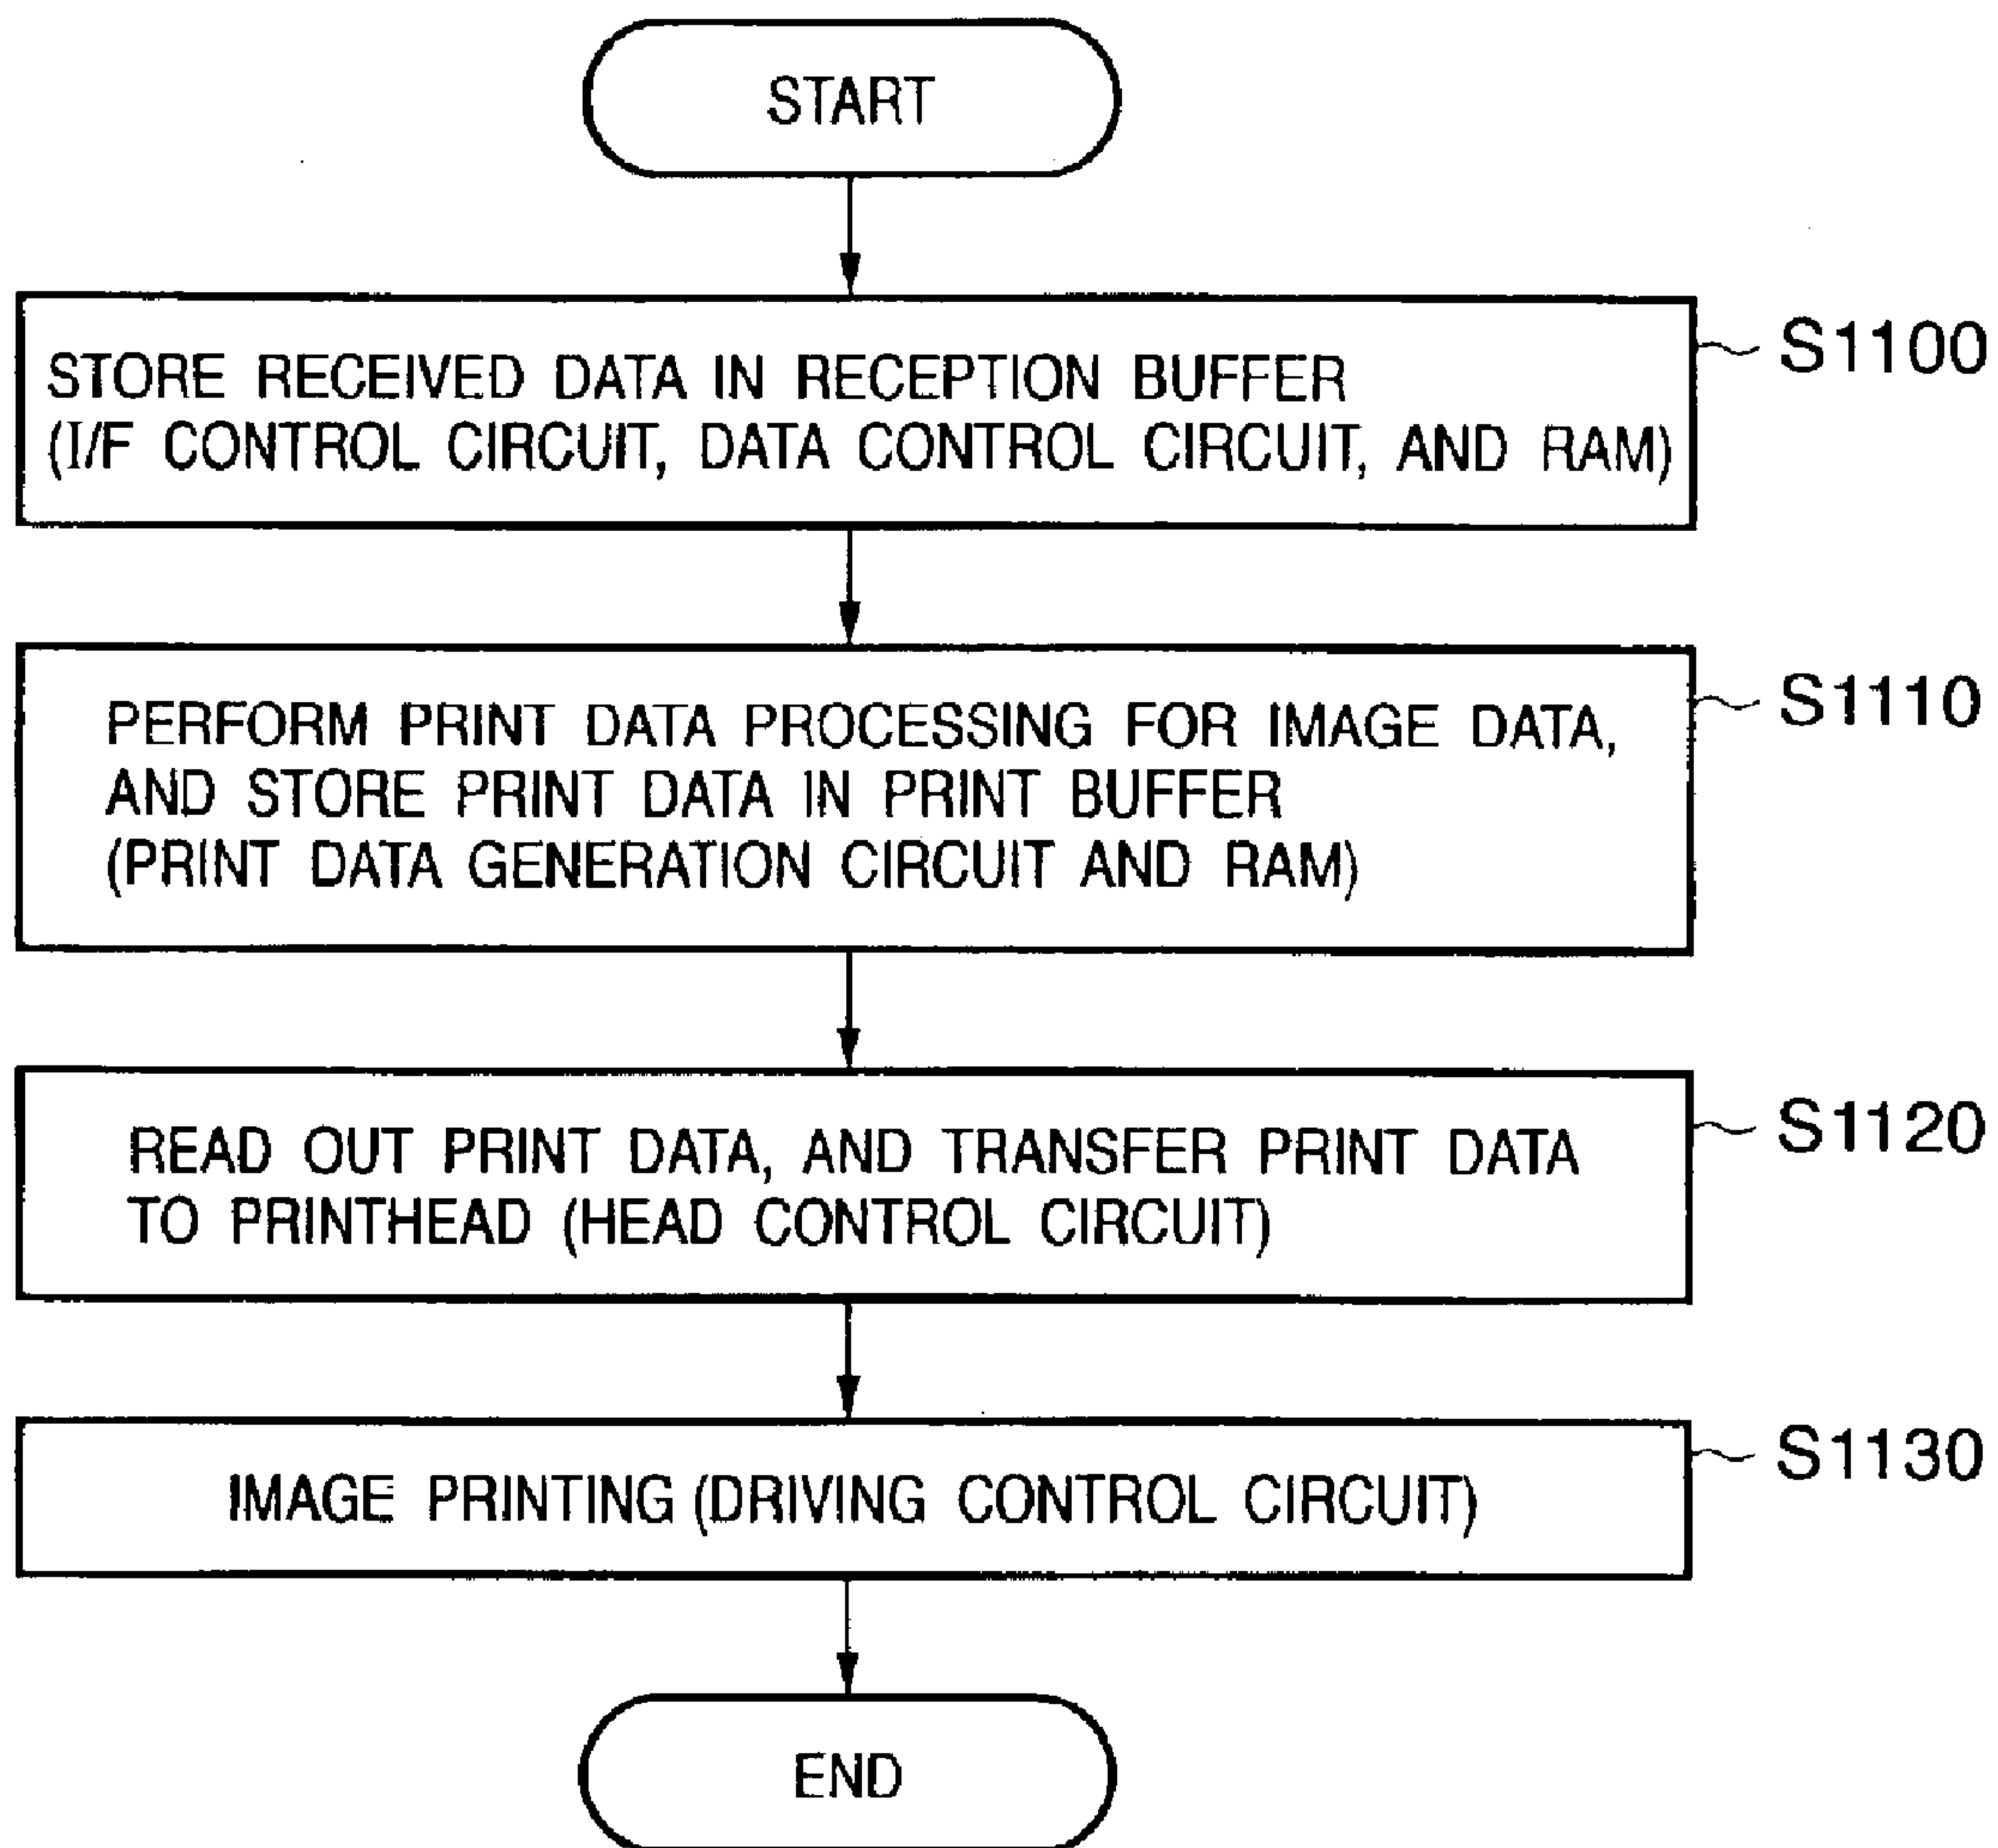 START
STORE RECEIVED DATA IN RECEPTION BUFFER
(I/F CONTROL CIRCUIT, DATA CONTROL CIRCUIT, AND RAM)
S1100
PERFORM PRINT DATA PROCESSING FOR IMAGE DATA,
AND STORE PRINT DATA IN PRINT BUFFER
(PRINT DATA GENERATION CIRCUIT AND RAM)
S1110
READ OUT PRINT DATA, AND TRANSFER PRINT DATA
TO PRINTHEAD (HEAD CONTROL CIRCUIT)
S1120
IMAGE PRINTING (DRIVING CONTROL CIRCUIT)
S1130
END